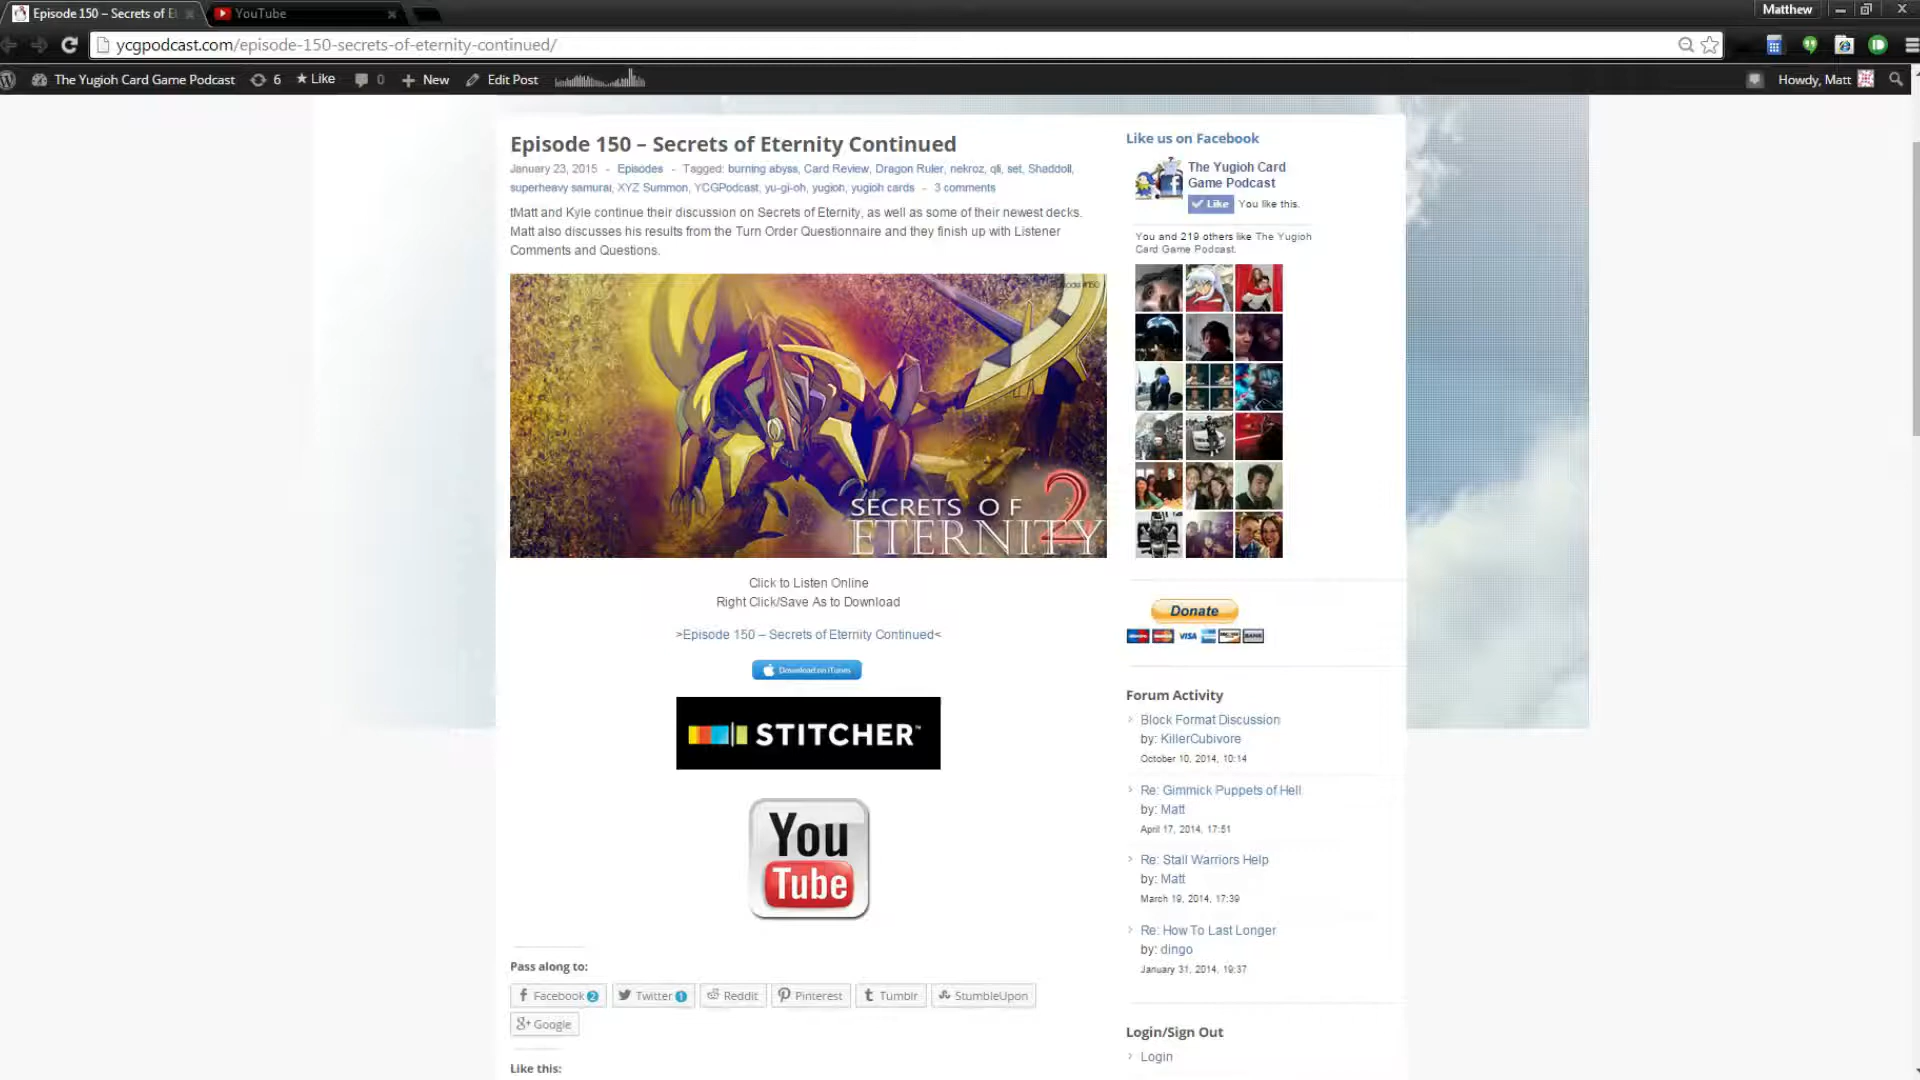 Episode 150 – Secrets of E
YouTube
Matthew
ycgpodcast.com/episode-150-secrets-of-eternity-continued/
The Yugioh Card Game Podcast
6
Like
0
New
Edit Post
Howdy, Matt
Episode 150 – Secrets of Eternity Continued
January 23, 2015 - Episodes - Tagged: burning abyss, Card Review, Dragon Ruler, nekroz, qli, set, Shaddoll,
superheavy samurai, XYZ Summon, YCGPodcast, yu-gi-oh, yugioh, yugioh cards - 3 comments
tMatt and Kyle continue their discussion on Secrets of Eternity, as well as some of their newest decks.
Matt also discusses his results from the Turn Order Questionnaire and they finish up with Listener
Comments and Questions.
Episode #150
SECRETS OF
ETERNITY
2
Click to Listen Online
Right Click/Save As to Download
>Episode 150 – Secrets of Eternity Continued<
Download on iTunes
STITCHER™
You
Tube
Pass along to:
Facebook 2
Twitter 1
Reddit
Pinterest
Tumblr
StumbleUpon
Google
Like this:
Like us on Facebook
The Yugioh Card
Game Podcast
Like
You like this.
You and 219 others like The Yugioh
Card Game Podcast.
Donate
VISA
BANK
Forum Activity
Block Format Discussion
by: KillerCubivore
October 10, 2014, 10:14
Re: Gimmick Puppets of Hell
by: Matt
April 17, 2014, 17:51
Re: Stall Warriors Help
by: Matt
March 19, 2014, 17:39
Re: How To Last Longer
by: dingo
January 31, 2014, 19:37
Login/Sign Out
Login